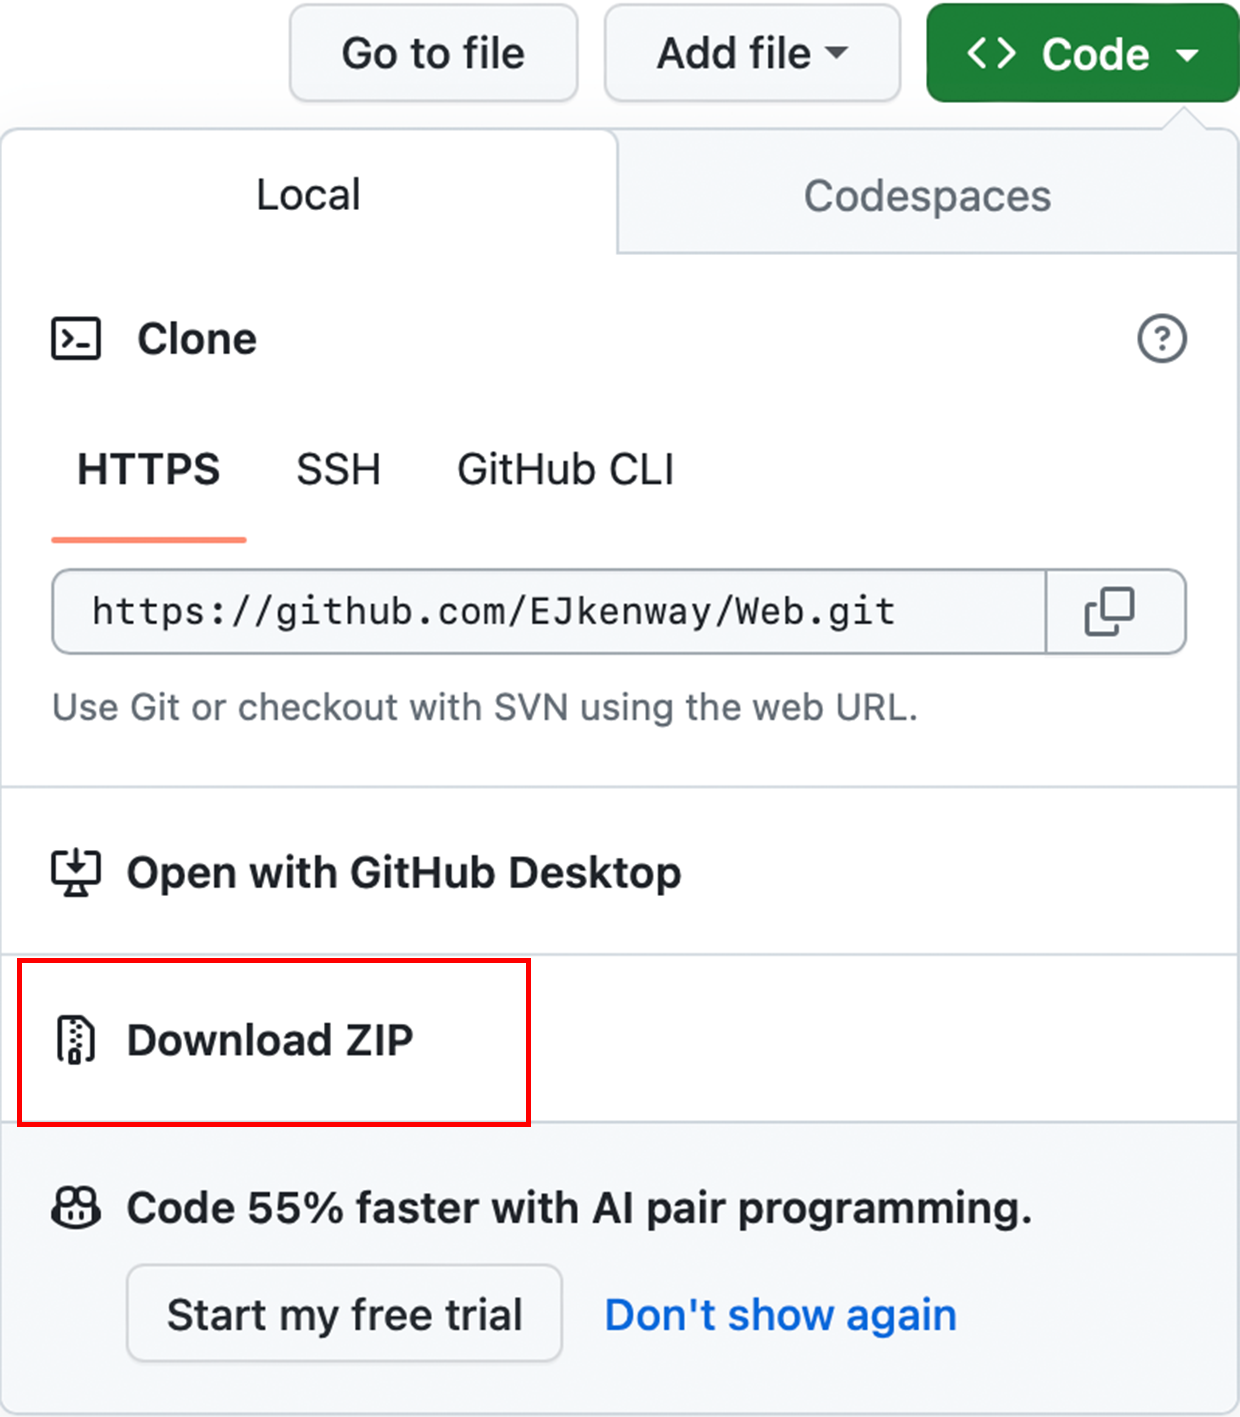 Go to file Add file <> Code
Local Codespaces
Clone
HTTPS SSH GitHub CLI
https://github.com/EJkenway/Web.git
Use Git or checkout with SVN using the web URL.
Open with GitHub Desktop
Download ZIP
Code 55% faster with AI pair programming.
Start my free trial Don't show again